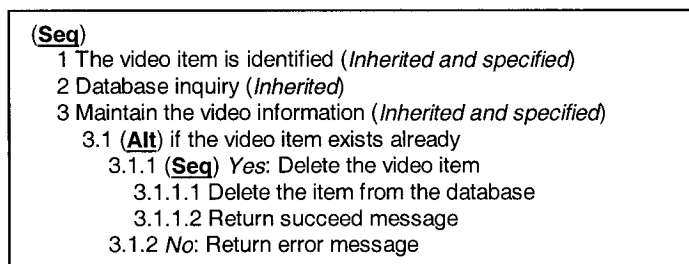 (Seq)
1 The video item is identified (Inherited and specified)
2 Database inquiry (Inherited)
3 Maintain the video information (Inherited and specified)
3.1 (Alt) if the video item exists already
3.1.1 (Seq) Yes: Delete the video item
3.1.1.1 Delete the item from the database
3.1.1.2 Return succeed message
3.1.2 No: Return error message